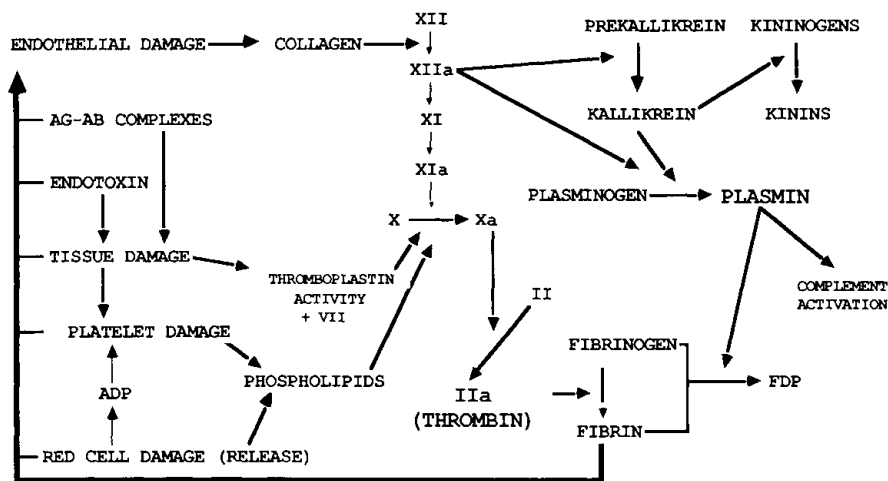 XII
PREKALLIKREIN KININOGENS
ENDOTHELIAL DAMAGE COLLAGEN
XIIa
AG-AB COMPLEXES XI KALLIKREIN KININS
XIa
ENDOTOXIN PLASMINOGEN PLASMIN
X Xa
TISSUE DAMAGE
THROMBOPLASTIN
ACTIVITY
+ VII
II
COMPLEMENT
ACTIVATION
PLATELET DAMAGE
FIBRINOGEN
PHOSPHOLIPIDS
FDP
ADP
IIa
(THROMBIN)
FIBRIN
RED CELL DAMAGE (RELEASE)